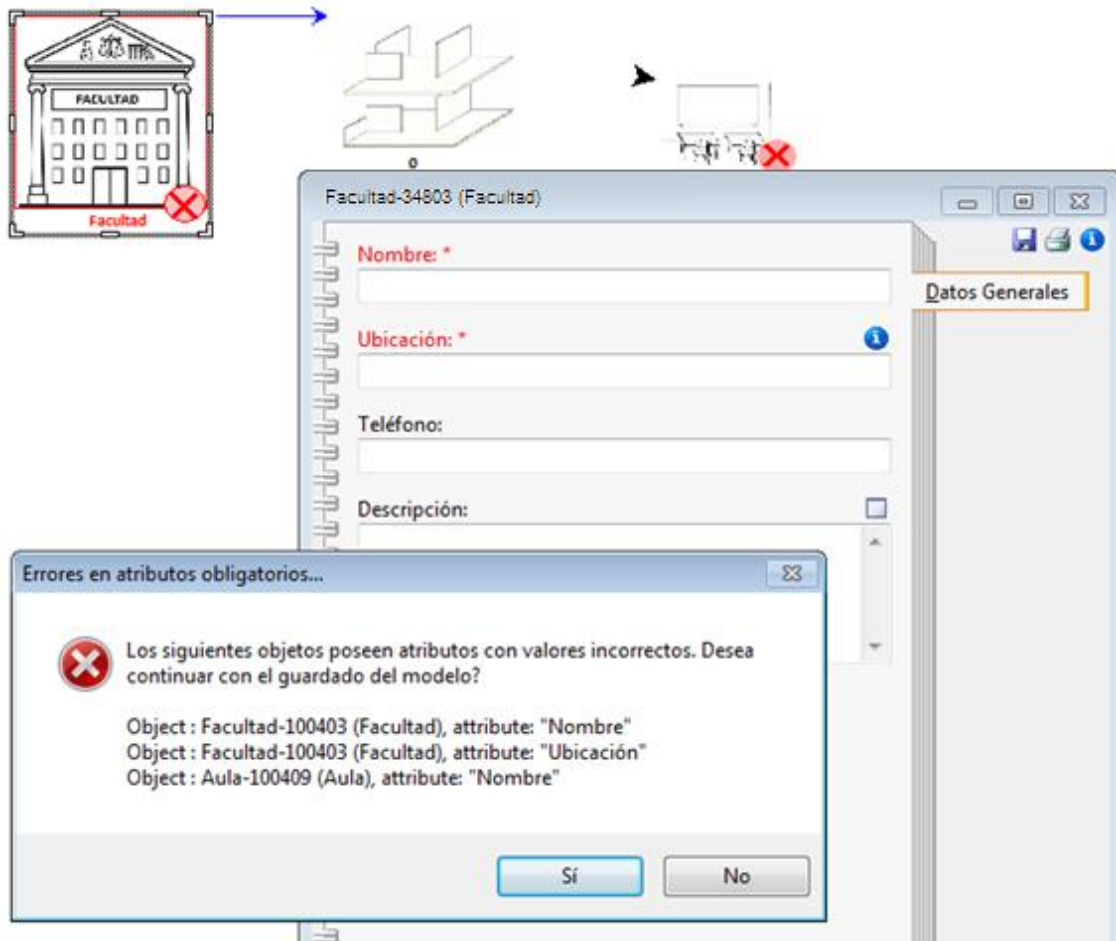 FACULTAD
Facultad
0
Facultad-34803 (Facultad)
Nombre: *
Datos Generales
Ubicación: *
Teléfono:
Descripción:
Errores en atributos obligatorios...
Los siguientes objetos poseen atributos con valores incorrectos. Desea
continuar con el guardado del modelo?
Object : Facultad-100403 (Facultad), attribute: "Nombre"
Object : Facultad-100403 (Facultad), attribute: "Ubicación"
Object : Aula-100409 (Aula), attribute: "Nombre"
Sí
No